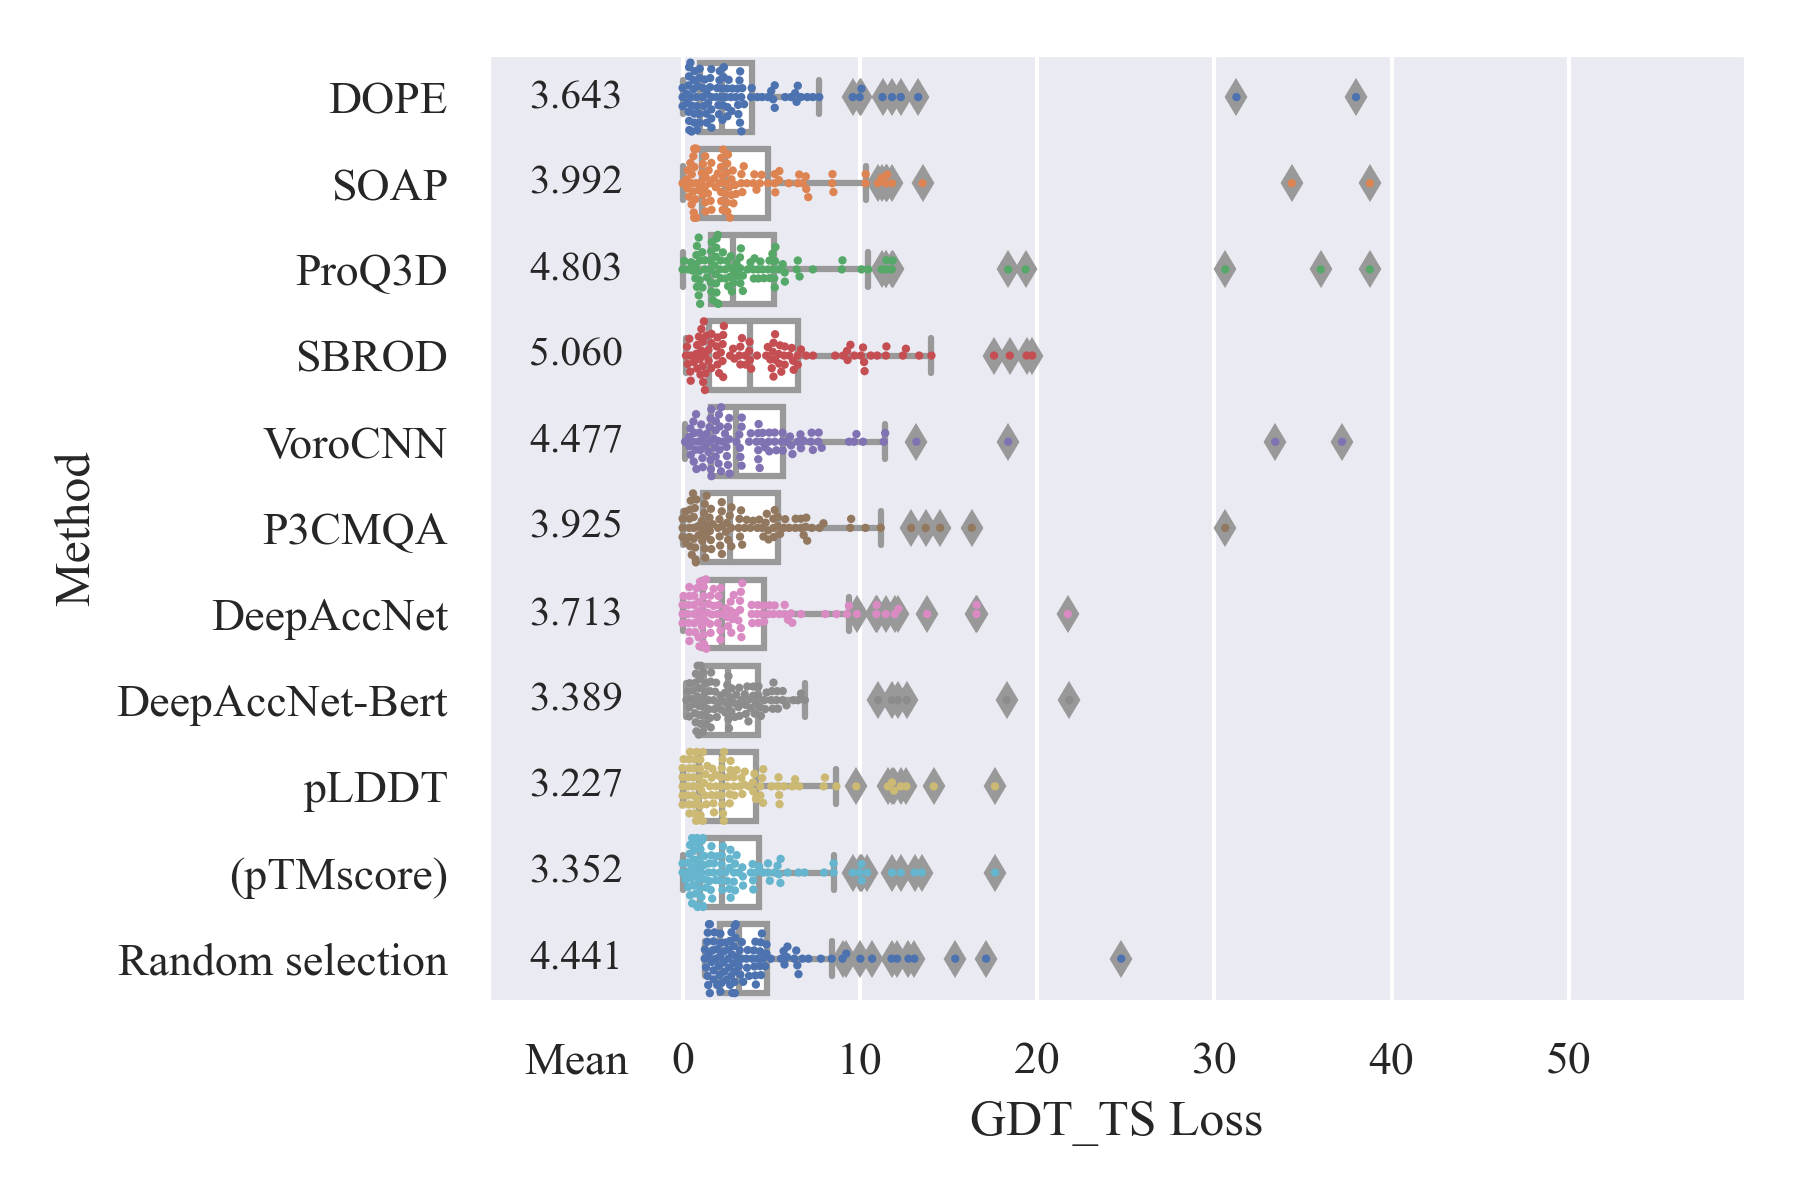 DOPE 3.643
SOAP 3.992
ProQ3D 4.803
SBROD 5.060
VoroCNN 4.477
P3CMQA 3.925
DeepAccNet 3.713
DeepAccNet-Bert 3.389
pLDDT 3.227
(pTMscore) 3.352
Random selection 4.441
Method
Mean 0 10 20 30 40 50
GDT_TS Loss